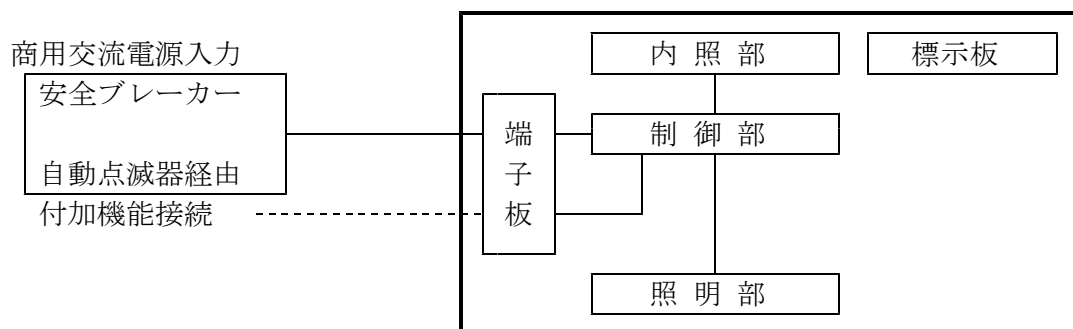 商用交流電源入力
安全ブレーカー
自動点滅器経由
付加機能接続
端子板
内照部
標示板
制御部
照明部